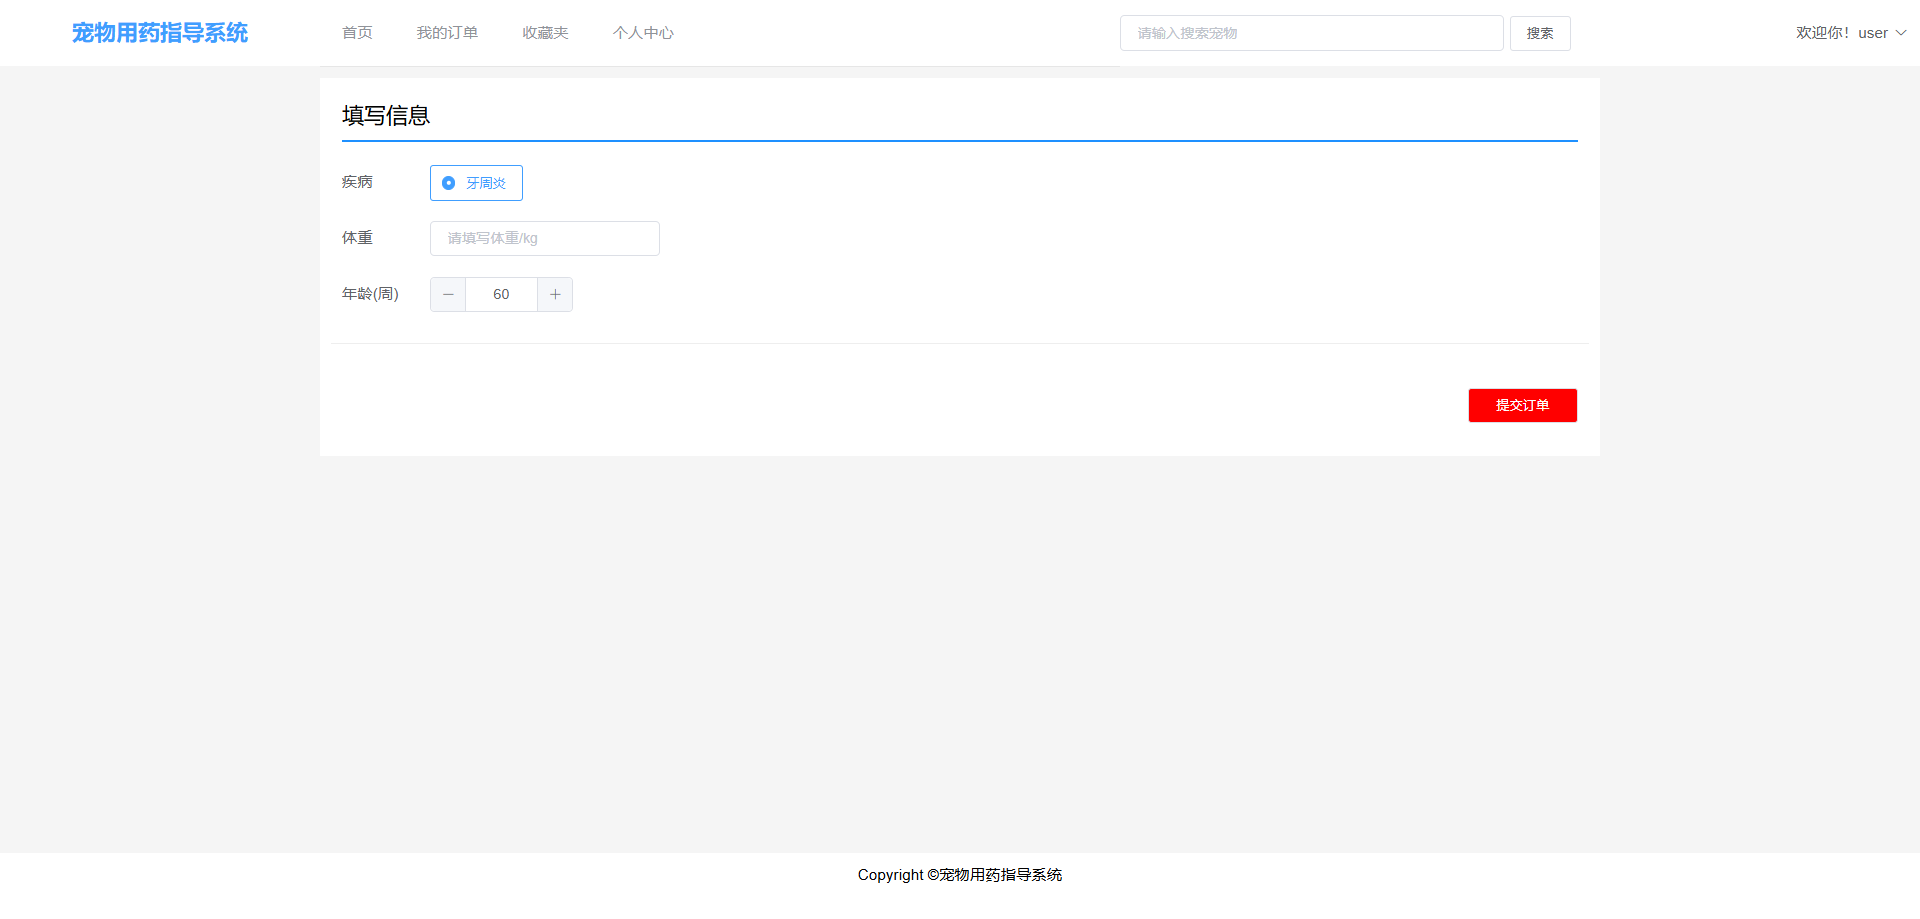 宠物用药指导系统
首页 我的订单 收藏夹 个人中心
请输入搜索宠物 搜索
欢迎你！user
填写信息
疾病 牙周炎
体重 请填写体重/kg
年龄(周) 60
提交订单
Copyright ©宠物用药指导系统